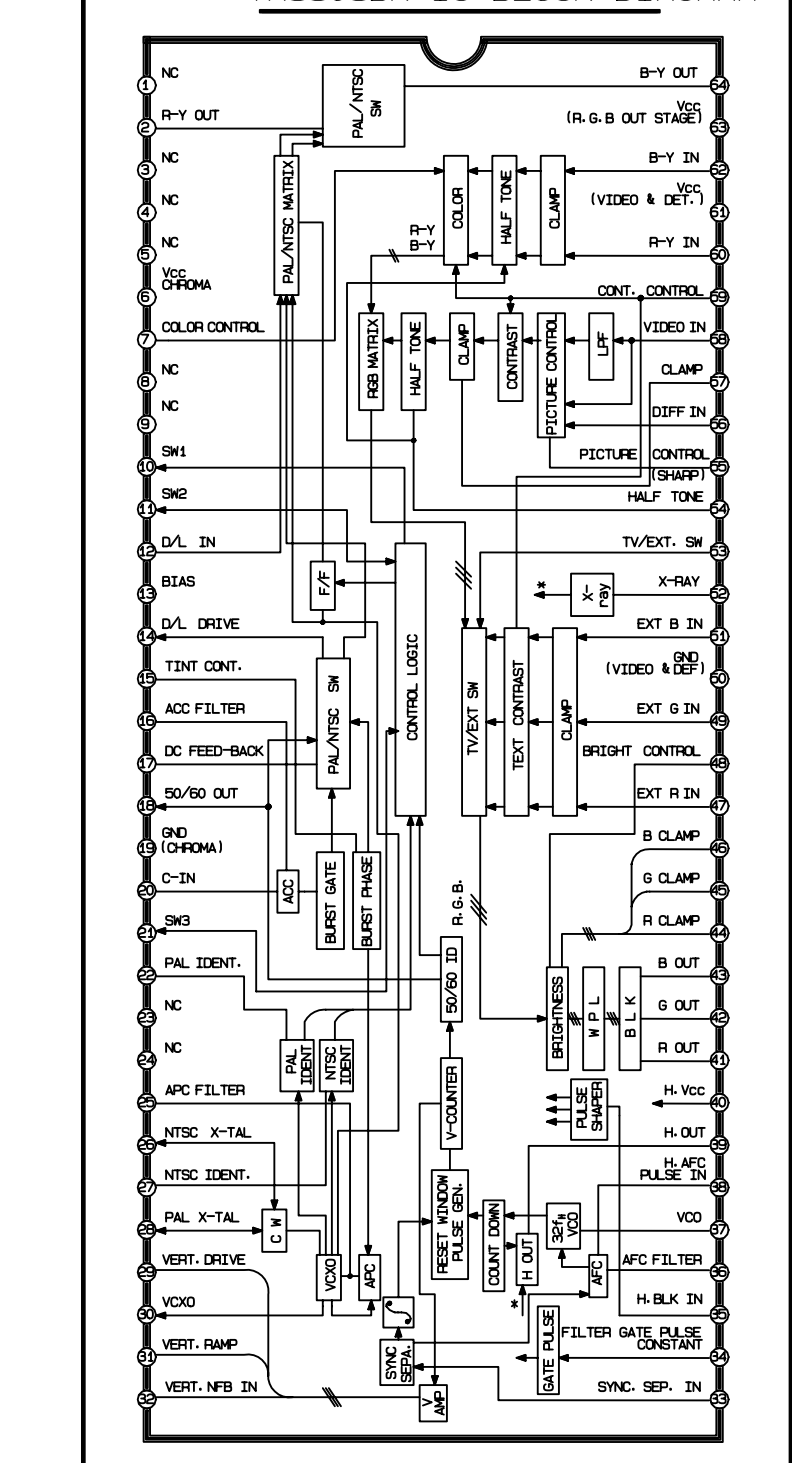 1 NC
2 R-Y OUT
3 NC
4 NC
5 NC
6 Vcc CHROMA
7 COLOR CONTROL
8 NC
9 NC
10 SW1
11 SW2
12 D/L IN
13 BIAS
14 D/L DRIVE
15 TINT CONT.
16 ACC FILTER
17 DC FEED-BACK
18 50/60 OUT
19 GND (CHROMA)
20 C-IN
21 SW3
22 PAL IDENT.
23 NC
24 NC
25 APC FILTER
26 NTSC X-TAL
27 NTSC IDENT.
28 PAL X-TAL
29 VERT. DRIVE
30 VCXO
31 VERT. RAMP
32 VERT. NFB IN
B-Y OUT 64
Vcc (R.G.B OUT STAGE) 63
B-Y IN 62
Vcc (VIDEO & DET.) 61
R-Y IN 60
CONT. CONTROL 59
VIDEO IN 58
CLAMP 57
DIFF IN 56
PICTURE CONTROL (SHARP) 55
HALF TONE 54
TV/EXT. SW 53
X-RAY 52
EXT B IN 51
GND (VIDEO & DEF) 50
EXT G IN 49
BRIGHT CONTROL 48
EXT R IN 47
B CLAMP 46
G CLAMP 45
R CLAMP 44
B OUT 43
G OUT 42
R OUT 41
H. Vcc 40
H. OUT 39
H. AFC PULSE IN 38
VCO 37
AFC FILTER 36
H. BLK IN 35
FILTER GATE PULSE CONSTANT 34
SYNC. SEP. IN 33
PAL/NTSC SW
PAL/NTSC MATRIX
COLOR
HALF TONE
CLAMP
R-Y
B-Y
RGB MATRIX
HALF TONE
CLAMP
CONTRAST
PICTURE CONTROL
LPF
F/F
CONTROL LOGIC
*
X-ray
PAL/NTSC SW
TV/EXT SW
TEXT CONTRAST
CLAMP
ACC
BURST GATE
BURST PHASE
R.G.B.
50/60 ID
BRIGHTNESS
W P L
B L K
PAL IDENT
NTSC IDENT
V-COUNTER
PULSE SHAPER
C W
VCXO
APC
RESET WINDOW PULSE GEN.
COUNT DOWN
H OUT
32fH VCO
AFC
*
SYNC SEPA.
GATE PULSE
V AMP